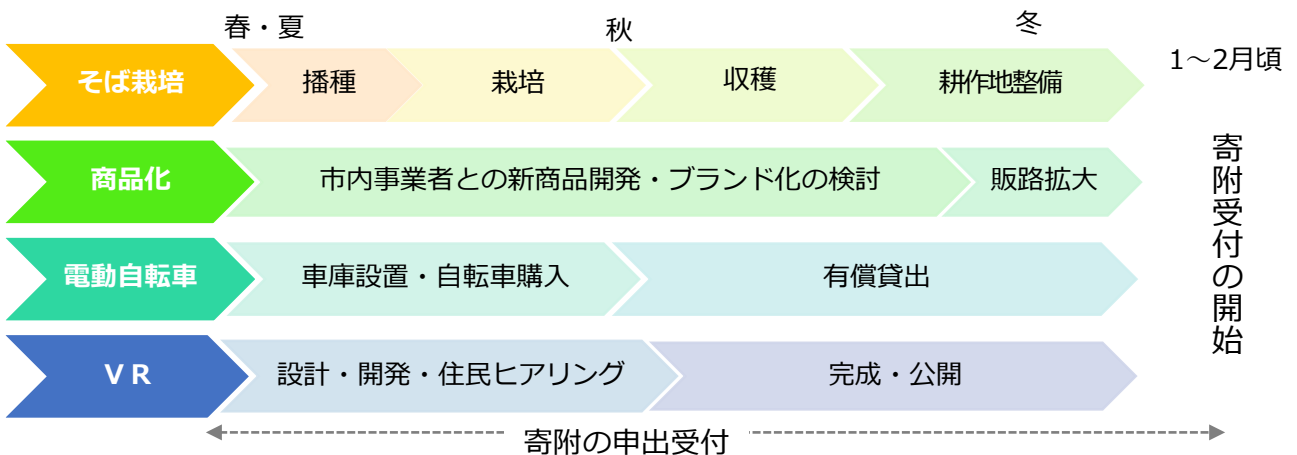 春・夏
秋
冬
1～2月頃
そば栽培
播種
栽培
収穫
耕作地整備
商品化
市内事業者との新商品開発・ブランド化の検討
販路拡大
電動自転車
車庫設置・自転車購入
有償貸出
ＶＲ
設計・開発・住民ヒアリング
完成・公開
寄附受付の開始
寄附の申出受付